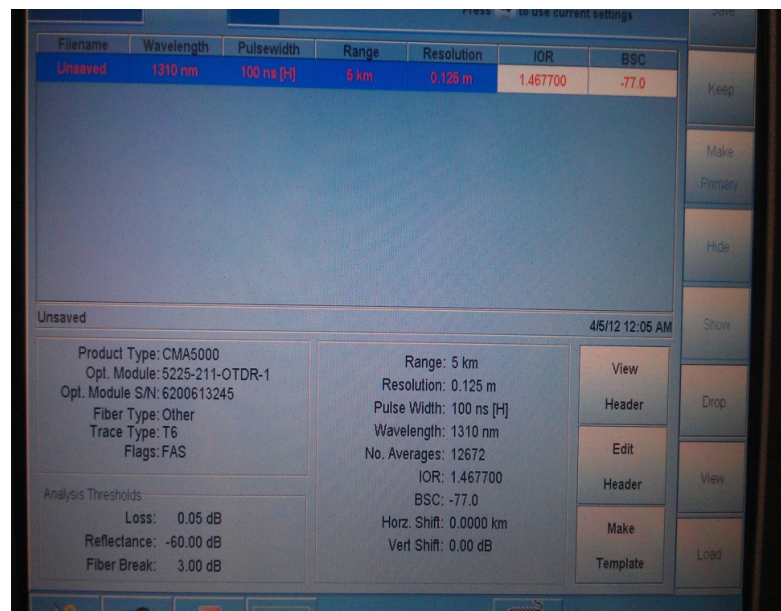 Press to use current settings
Save
Filename Wavelength Pulsewidth Range Resolution IOR BSC
Unsaved 1310 nm 100 ns [H] 5 km 0.125 m 1.467700 -77.0
Keep
Make
Primary
Hide
Show
Unsaved 4/5/12 12:05 AM
Product Type: CMA5000
Opt. Module: 5225-211-OTDR-1
Opt. Module S/N: 6200613245
Fiber Type: Other
Trace Type: T6
Flags: FAS
Analysis Thresholds
Loss: 0.05 dB
Reflectance: -60.00 dB
Fiber Break: 3.00 dB
Range: 5 km
Resolution: 0.125 m
Pulse Width: 100 ns [H]
Wavelength: 1310 nm
No. Averages: 12672
IOR: 1.467700
BSC: -77.0
Horz. Shift: 0.0000 km
Vert Shift: 0.00 dB
View
Header
Edit
Header
Make
Template
Drop
View
Load